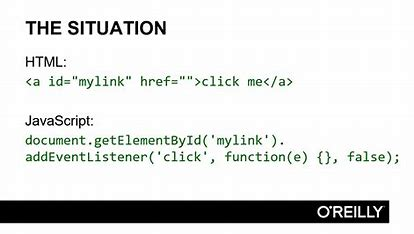 THE SITUATION
HTML:
<a id="mylink" href="">click me</a>
JavaScript:
document.getElementById('mylink').
addEventListener('click', function(e) {}, false);
O'REILLY